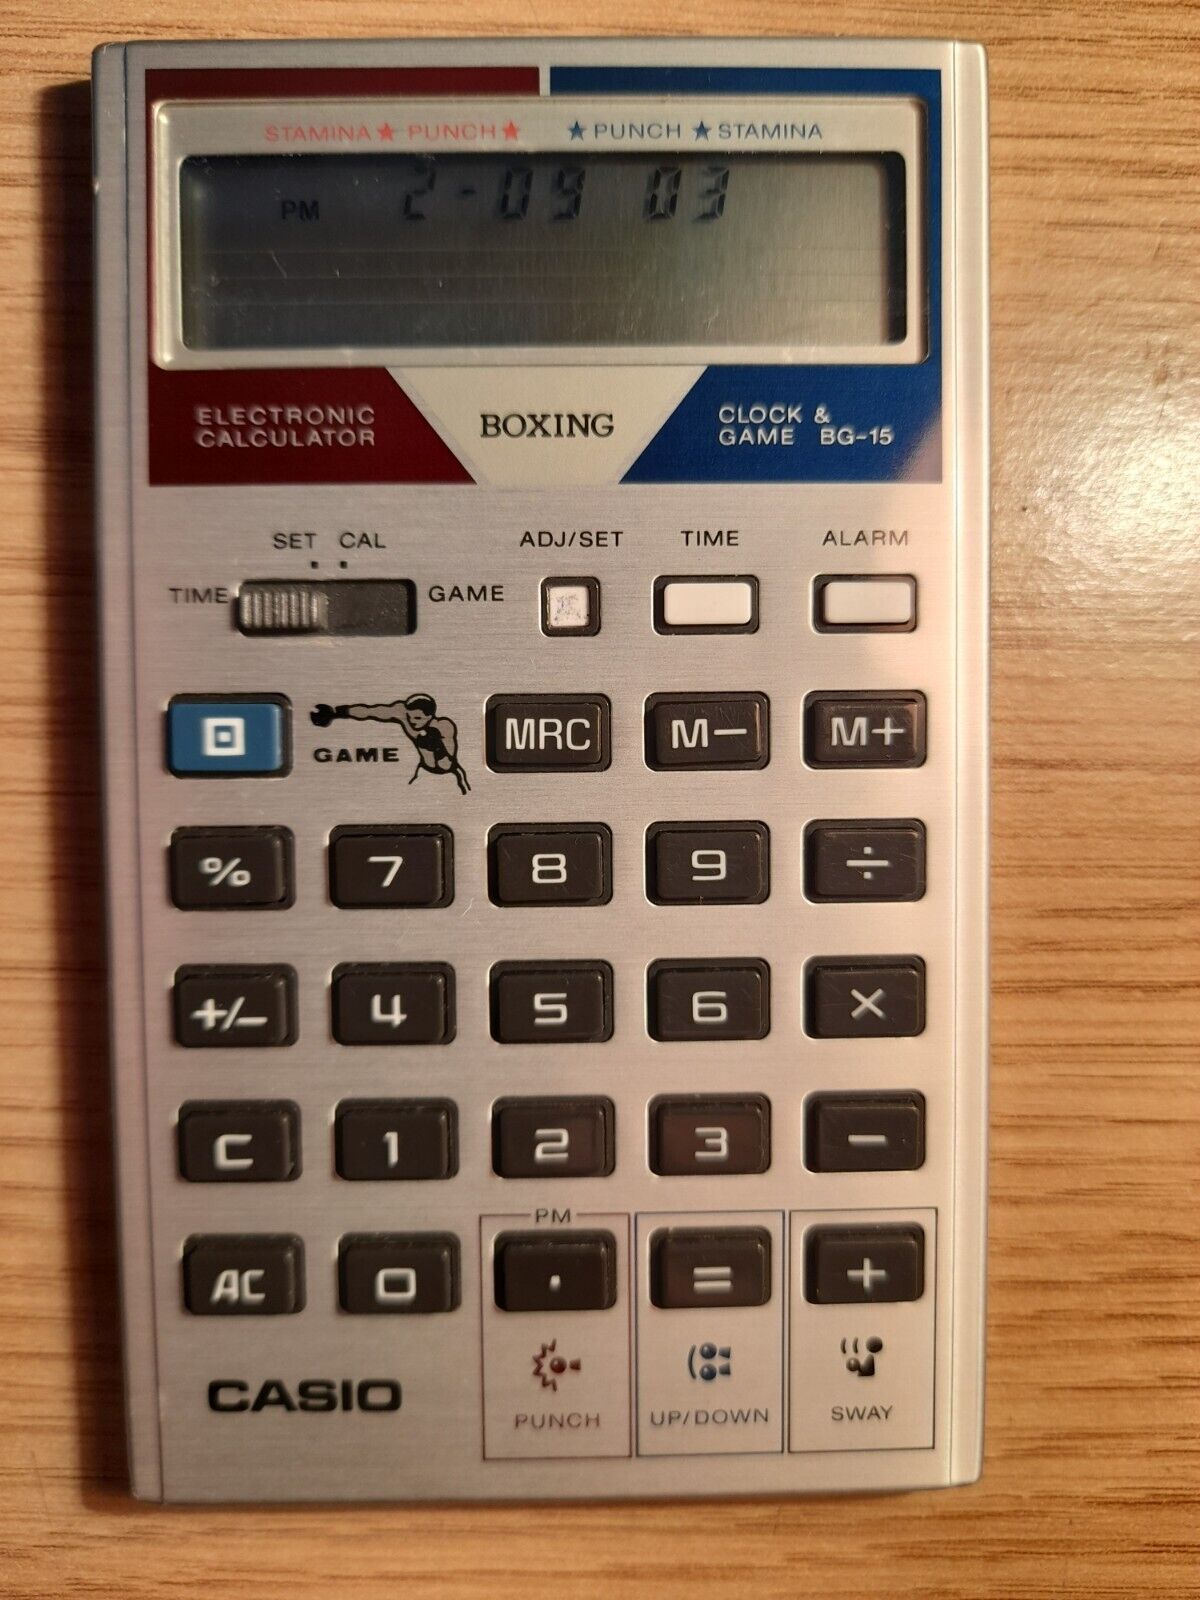 STAMINA★ PUNCH★ ★PUNCH ★STAMINA
PM 2-09 03
ELECTRONIC
CALCULATOR
BOXING
CLOCK &
GAME BG-15
SET CAL
ADJ/SET TIME ALARM
TIME GAME
GAME
MRC M− M+
% 7 8 9 ÷
+/− 4 5 6 ×
C 1 2 3 −
PM
AC 0 . = +
CASIO
PUNCH UP/DOWN SWAY